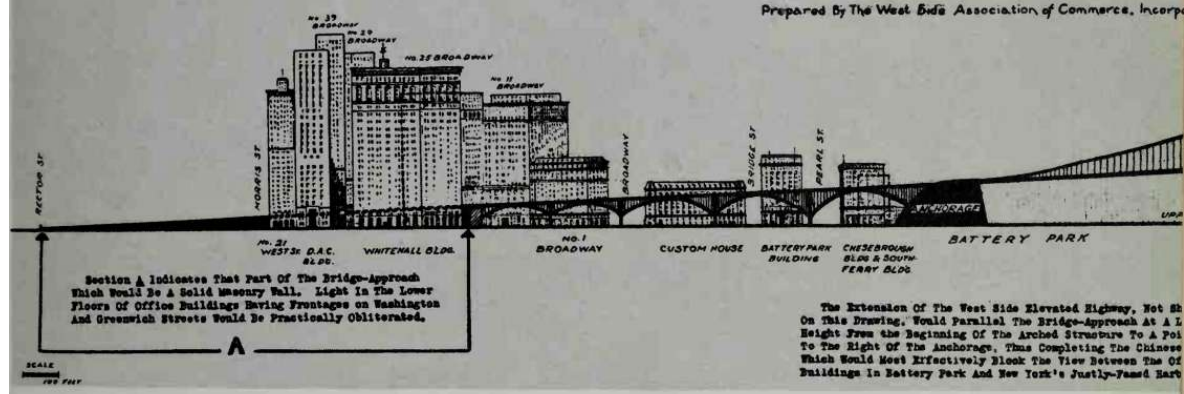 Prepared By The West Side Association of Commerce, Incorp
No. 39
BROADWAY
No. 29
BROADWAY
No. 25 BROADWAY
No. 11
BROADWAY
RECTOR ST.
MORRIS ST.
BROADWAY
BRIDGE ST.
PEARL ST.
ANCHORAGE
UPP
No. 21
WEST ST.
D.A.C.
BLDG.
WHITEHALL BLDG.
No. 1
BROADWAY
CUSTOM HOUSE
BATTERY PARK
BUILDING
CHESEBROUGH
BLDG & SOUTH
FERRY BLDG
BATTERY PARK
Section A Indicates That Part Of The Bridge-Approach
Which Would Be A Solid Masonry Wall. Light In The Lower
Floors Of Office Buildings Having Frontages on Washington
And Greenwich Streets Would Be Practically Obliterated.
A
SCALE
100 FEET
The Extension Of The West Side Elevated Highway, Not Sh
On This Drawing, Would Parallel The Bridge-Approach At A L
Height From the Beginning Of The Arched Structure To A Poi
To The Right Of The Anchorage, Thus Completing The Chinese
Which Would Most Effectively Block The View Between The Of
Buildings In Battery Park And New York's Justly-Famed Harb